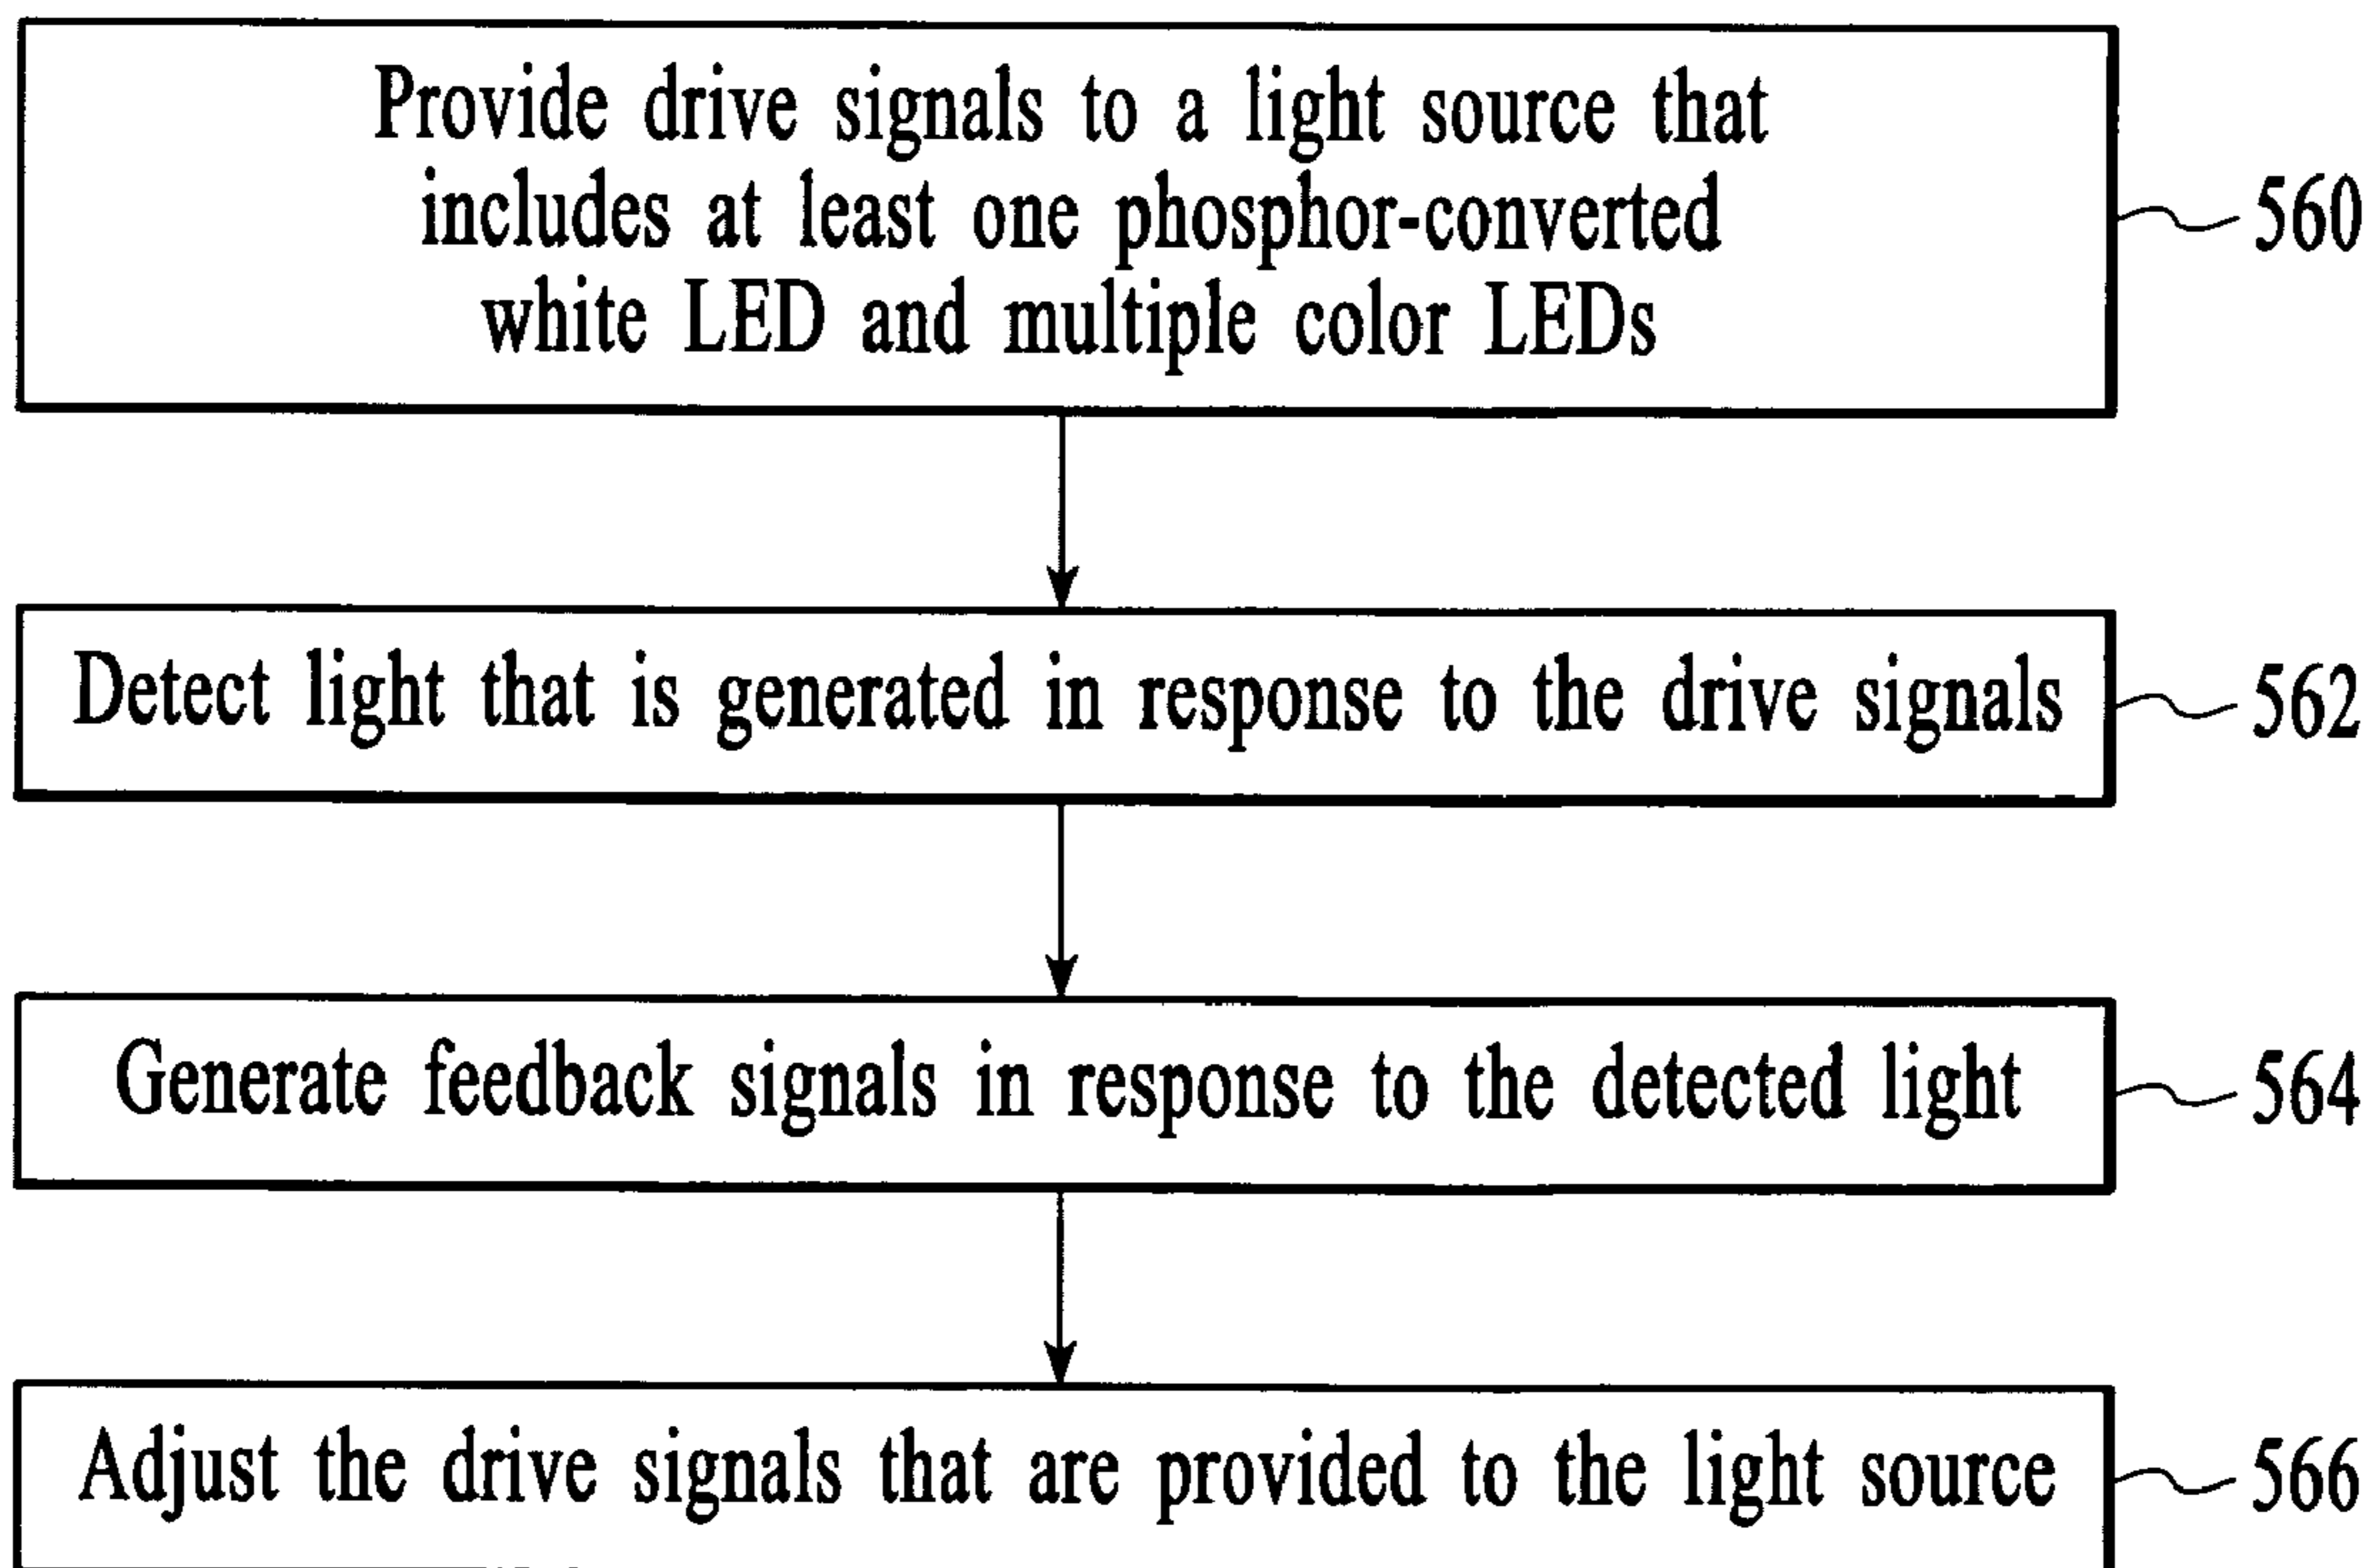 Provide drive signals to a light source that
includes at least one phosphor-converted
white LED and multiple color LEDs
560
Detect light that is generated in response to the drive signals
562
Generate feedback signals in response to the detected light
564
Adjust the drive signals that are provided to the light source
566